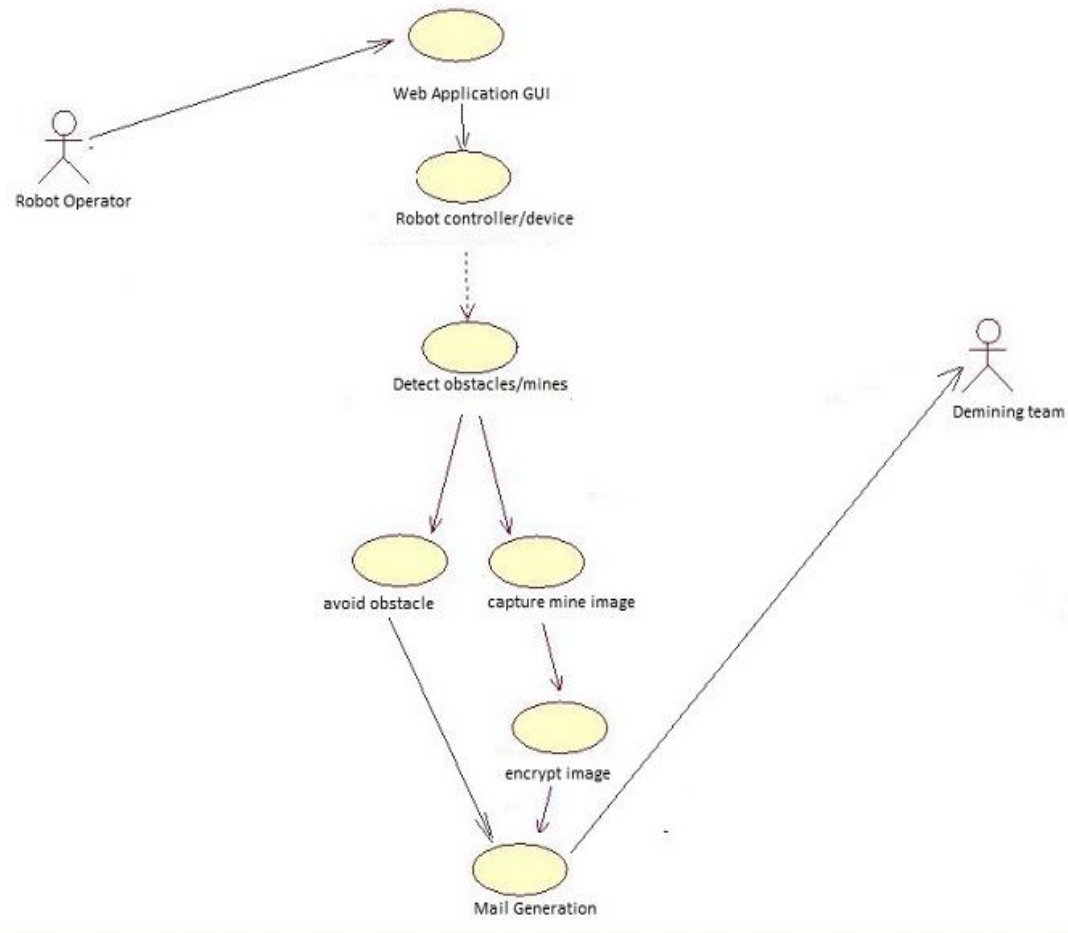 Web Application GUI
Robot Operator
Robot controller/device
Detect obstacles/mines
Demining team
avoid obstacle
capture mine image
encrypt image
Mail Generation